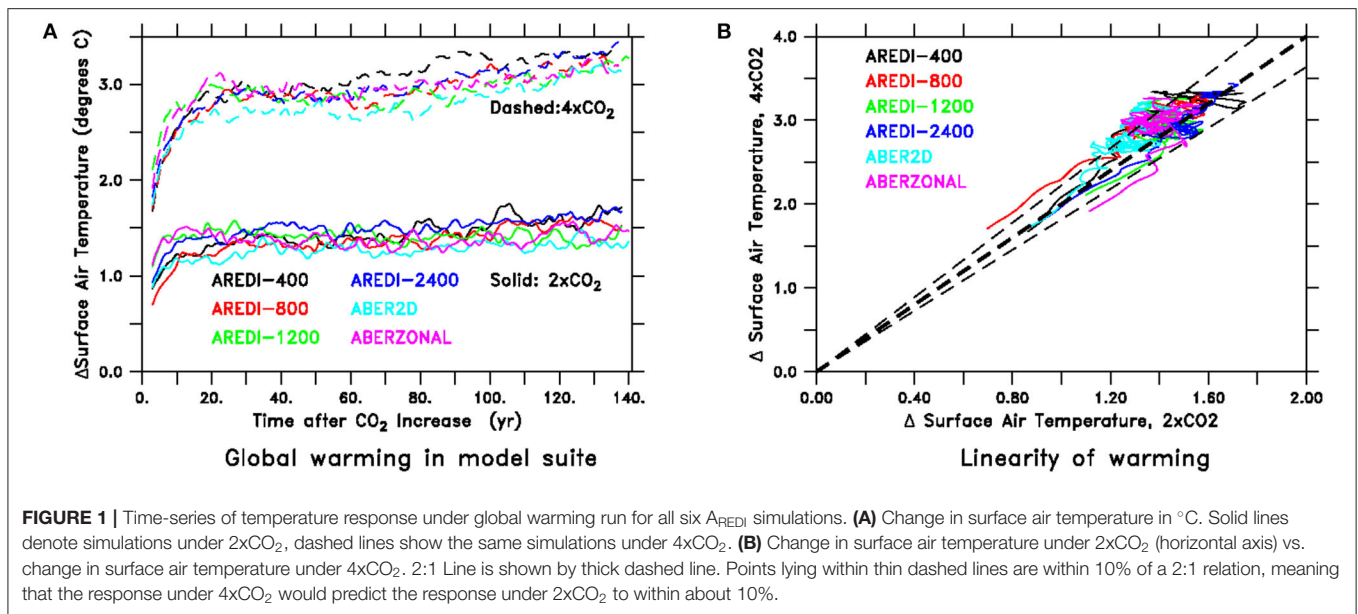 A
ΔSurface Air Temperature (degrees C)
3.0
2.0
1.0
0.0
Dashed:4xCO₂
Solid: 2xCO₂
AREDI-400
AREDI-800
AREDI-1200
AREDI-2400
ABER2D
ABERZONAL
0. 20. 40. 60. 80. 100. 120. 140.
Time after CO₂ Increase (yr)
Global warming in model suite
B
Δ Surface Air Temperature, 4xCO2
4.0
3.0
2.0
1.0
0.0
AREDI-400
AREDI-800
AREDI-1200
AREDI-2400
ABER2D
ABERZONAL
0.00 0.40 0.80 1.20 1.60 2.00
Δ Surface Air Temperature, 2xCO2
Linearity of warming
FIGURE 1 | Time-series of temperature response under global warming run for all six A_REDI simulations. (A) Change in surface air temperature in °C. Solid lines
denote simulations under 2xCO₂, dashed lines show the same simulations under 4xCO₂. (B) Change in surface air temperature under 2xCO₂ (horizontal axis) vs.
change in surface air temperature under 4xCO₂. 2:1 Line is shown by thick dashed line. Points lying within thin dashed lines are within 10% of a 2:1 relation, meaning
that the response under 4xCO₂ would predict the response under 2xCO₂ to within about 10%.